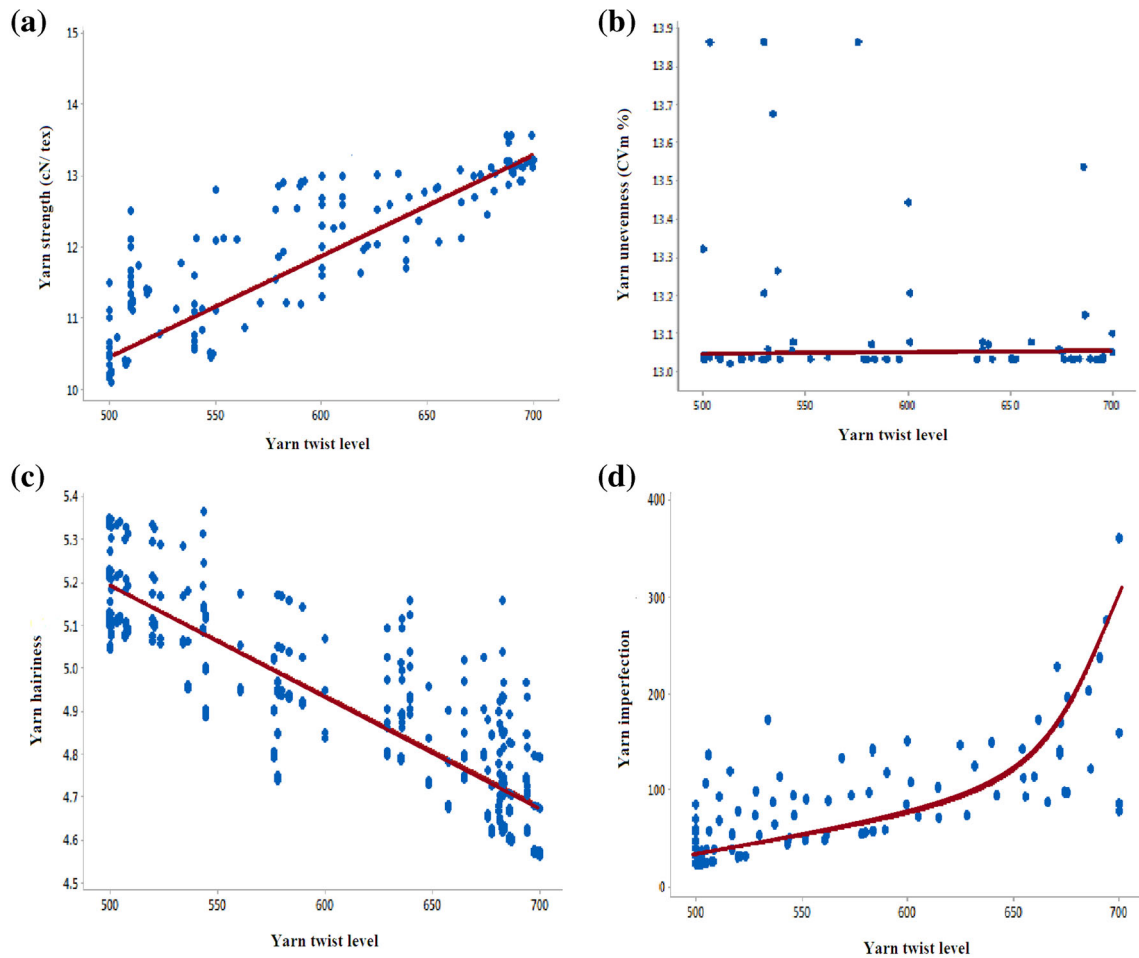 (a)
15
14
13
12
11
10
Yarn strength (cN/ tex)
500 550 600 650 700
Yarn twist level
(b)
13.9
13.8
13.7
13.6
13.5
13.4
13.3
13.2
13.1
13.0
Yarn unevenness (CVm %)
500 550 600 650 700
Yarn twist level
(c)
5.4
5.3
5.2
5.1
5.0
4.9
4.8
4.7
4.6
4.5
Yarn hairiness
500 550 600 650 700
Yarn twist level
(d)
400
300
200
100
0
Yarn imperfection
500 550 600 650 700
Yarn twist level